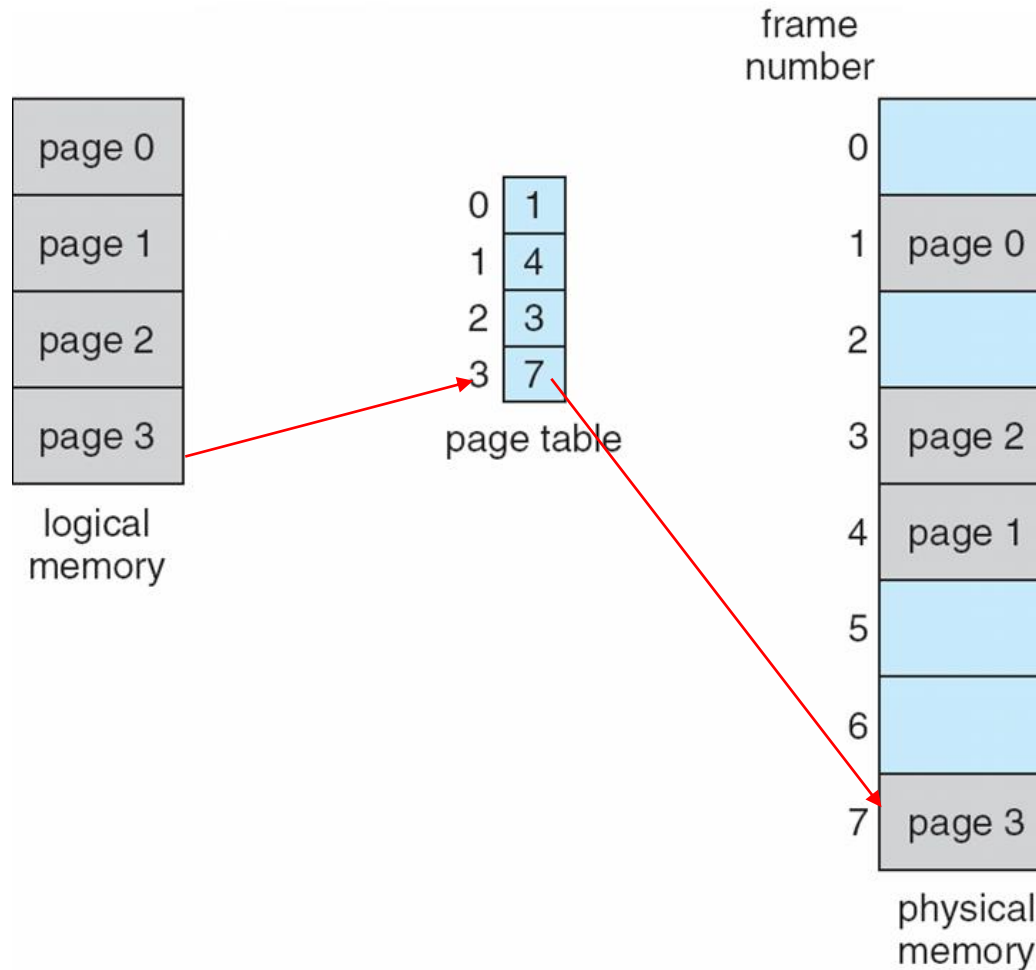 frame
number
page 0
page 1
page 2
page 3
logical
memory
0 1
1 4
2 3
3 7
page table
0
1 page 0
2
3 page 2
4 page 1
5
6
7 page 3
physical
memory